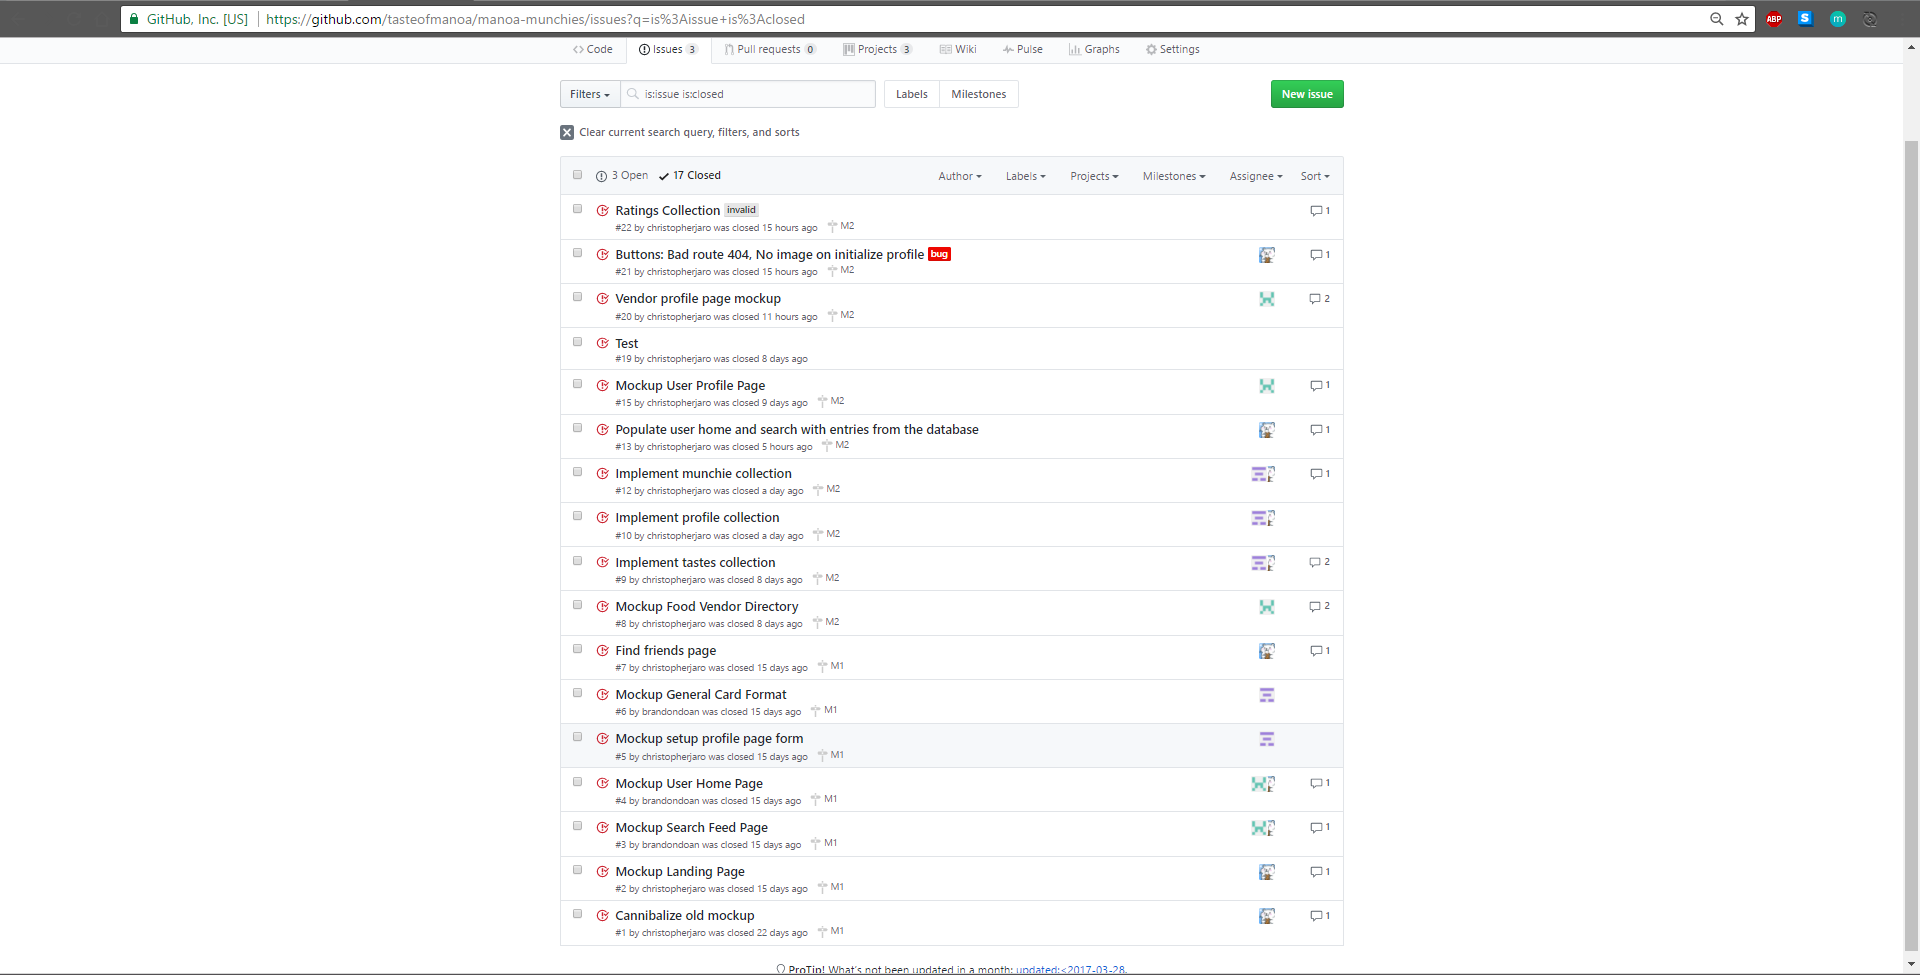 GitHub, Inc. [US] | https://github.com/tasteofmanoa/manoa-munchies/issues?q=is%3Aissue+is%3Aclosed
ABP S m
Code Issues 3 Pull requests 0 Projects 3 Wiki Pulse Graphs Settings
Filters is:issue is:closed Labels Milestones New issue
Clear current search query, filters, and sorts
3 Open 17 Closed Author Labels Projects Milestones Assignee Sort
Ratings Collection invalid 1
#22 by christopherjaro was closed 15 hours ago M2
Buttons: Bad route 404, No image on initialize profile bug 1
#21 by christopherjaro was closed 15 hours ago M2
Vendor profile page mockup 2
#20 by christopherjaro was closed 11 hours ago M2
Test
#19 by christopherjaro was closed 8 days ago
Mockup User Profile Page 1
#15 by christopherjaro was closed 9 days ago M2
Populate user home and search with entries from the database 1
#13 by christopherjaro was closed 5 hours ago M2
Implement munchie collection 1
#12 by christopherjaro was closed a day ago M2
Implement profile collection
#10 by christopherjaro was closed a day ago M2
Implement tastes collection 2
#9 by christopherjaro was closed 8 days ago M2
Mockup Food Vendor Directory 2
#8 by christopherjaro was closed 8 days ago M2
Find friends page 1
#7 by christopherjaro was closed 15 days ago M1
Mockup General Card Format
#6 by brandondoan was closed 15 days ago M1
Mockup setup profile page form
#5 by christopherjaro was closed 15 days ago M1
Mockup User Home Page 1
#4 by brandondoan was closed 15 days ago M1
Mockup Search Feed Page 1
#3 by brandondoan was closed 15 days ago M1
Mockup Landing Page 1
#2 by christopherjaro was closed 15 days ago M1
Cannibalize old mockup 1
#1 by christopherjaro was closed 22 days ago M1
ProTip! What's not been updated in a month: updated:<2017-03-28.